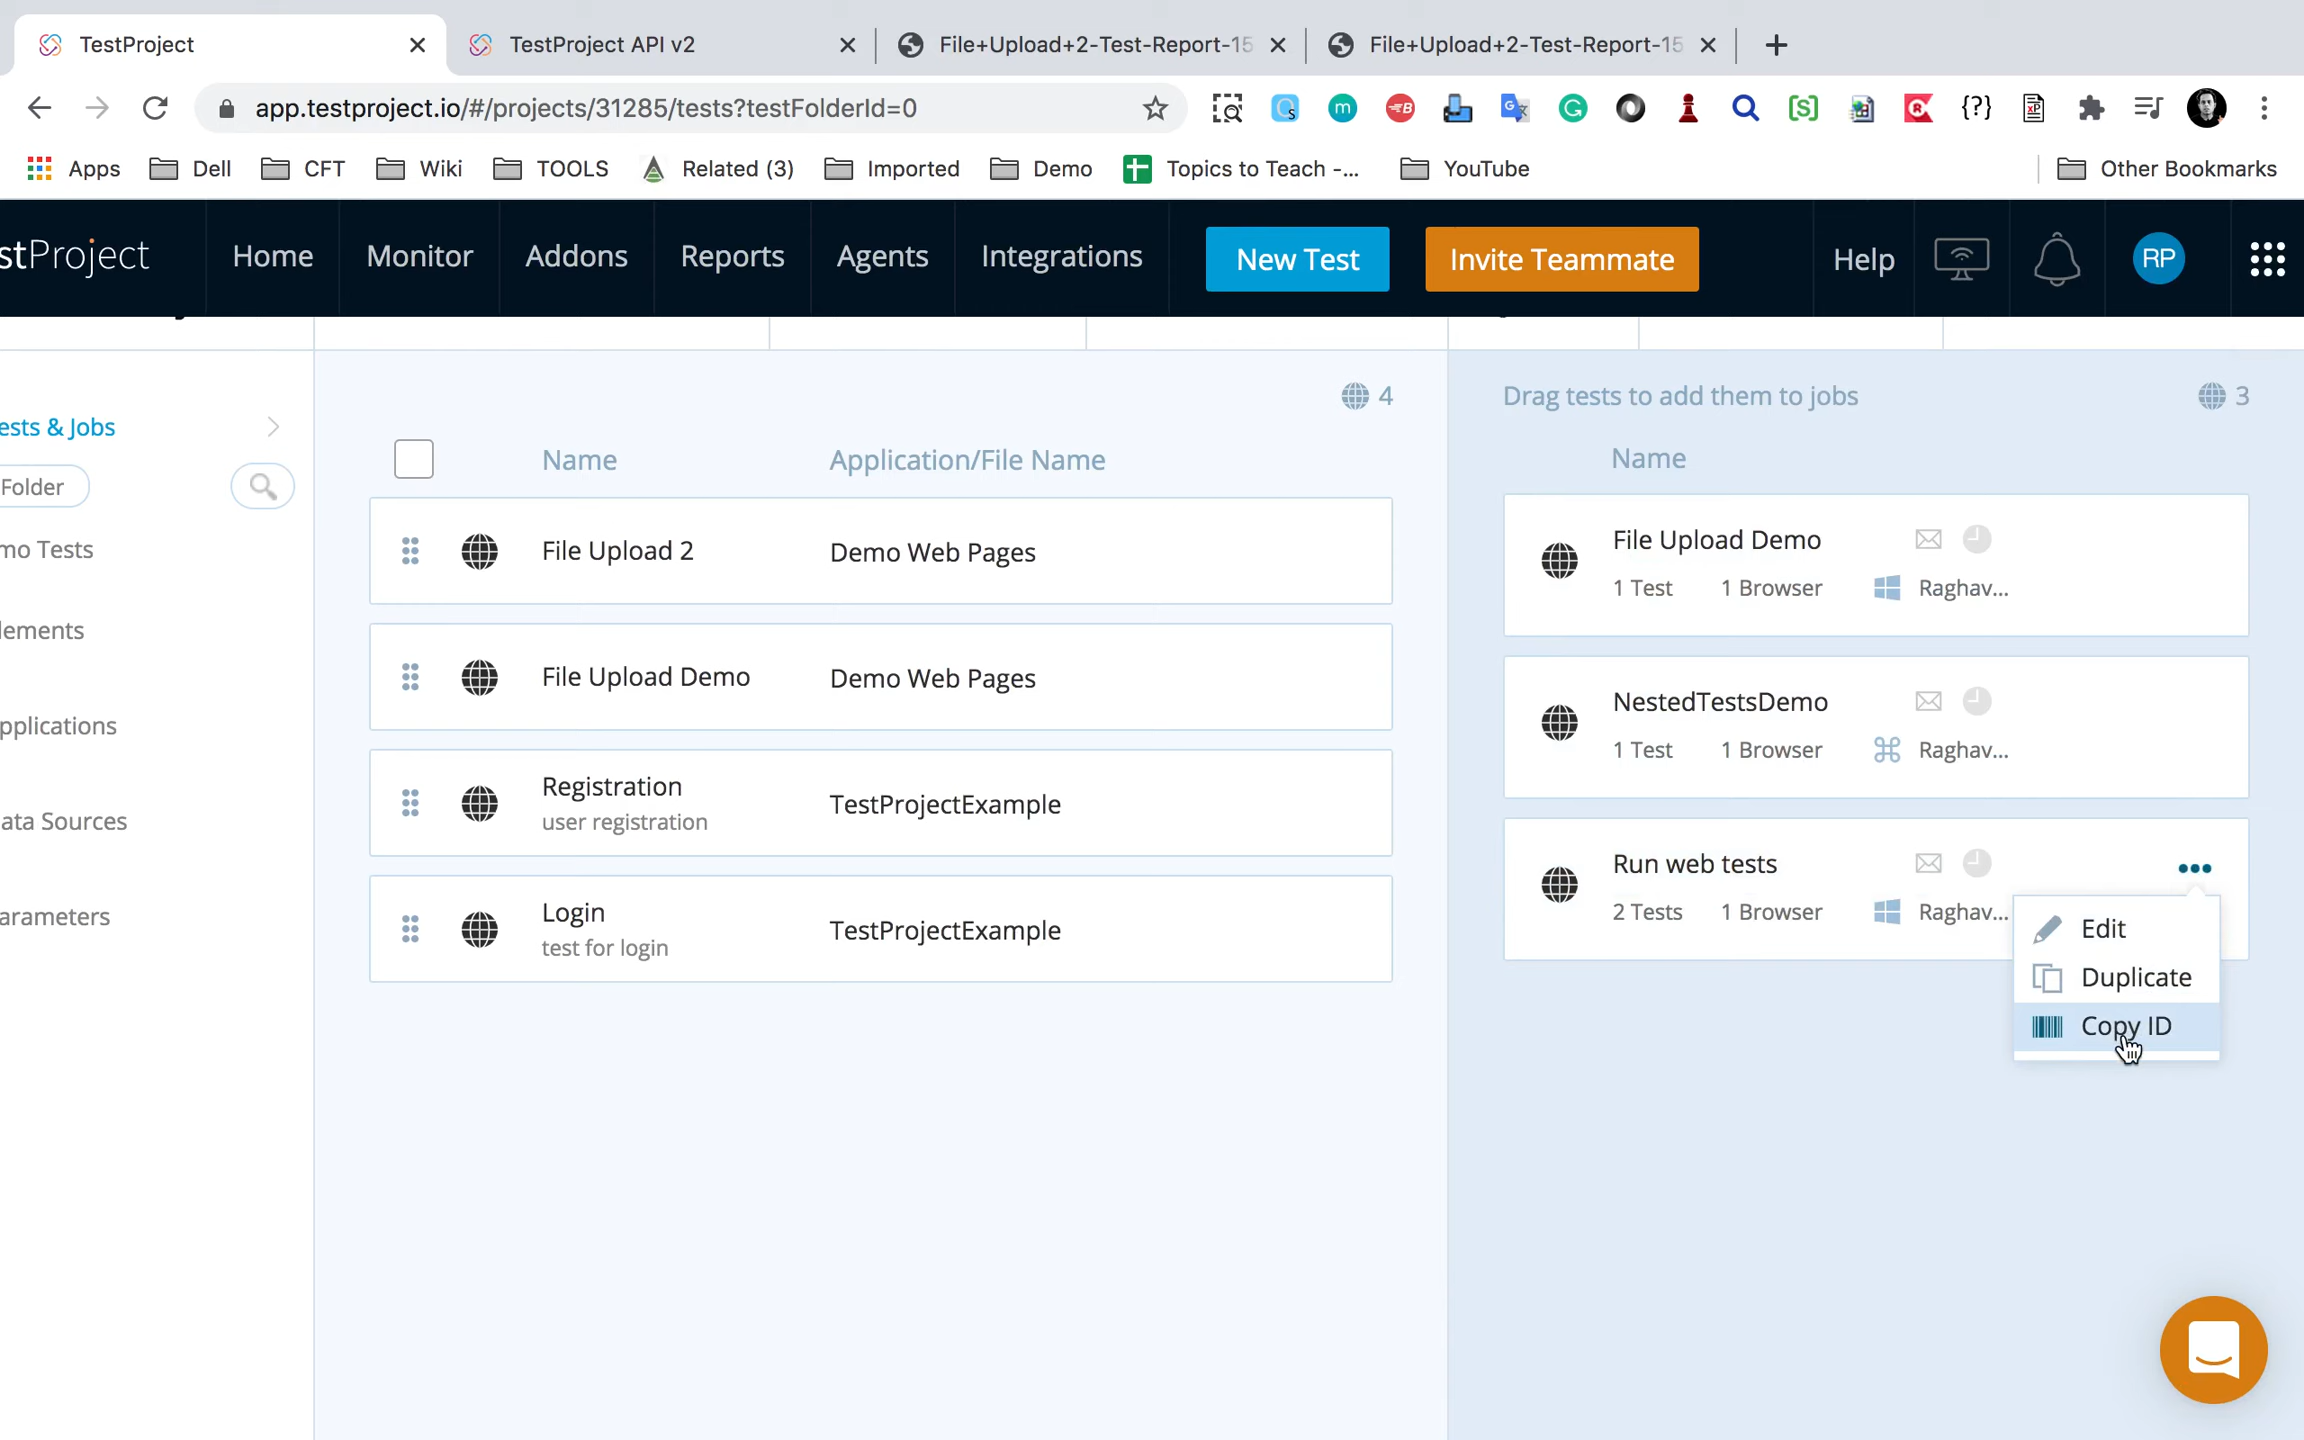 TestProject
TestProject API v2
File+Upload+2-Test-Report-15
File+Upload+2-Test-Report-15
app.testproject.io/#/projects/31285/tests?testFolderId=0
Apps Dell CFT Wiki TOOLS Related (3) Imported Demo Topics to Teach -... YouTube Other Bookmarks
stProject Home Monitor Addons Reports Agents Integrations New Test Invite Teammate Help RP
ests & Jobs
Folder
mo Tests
lements
pplications
ata Sources
arameters
4
Name Application/File Name
File Upload 2 Demo Web Pages
File Upload Demo Demo Web Pages
Registration
user registration
TestProjectExample
Login
test for login
TestProjectExample
Drag tests to add them to jobs 3
Name
File Upload Demo
1 Test 1 Browser Raghav...
NestedTestsDemo
1 Test 1 Browser Raghav...
Run web tests
2 Tests 1 Browser Raghav...
Edit
Duplicate
Copy ID